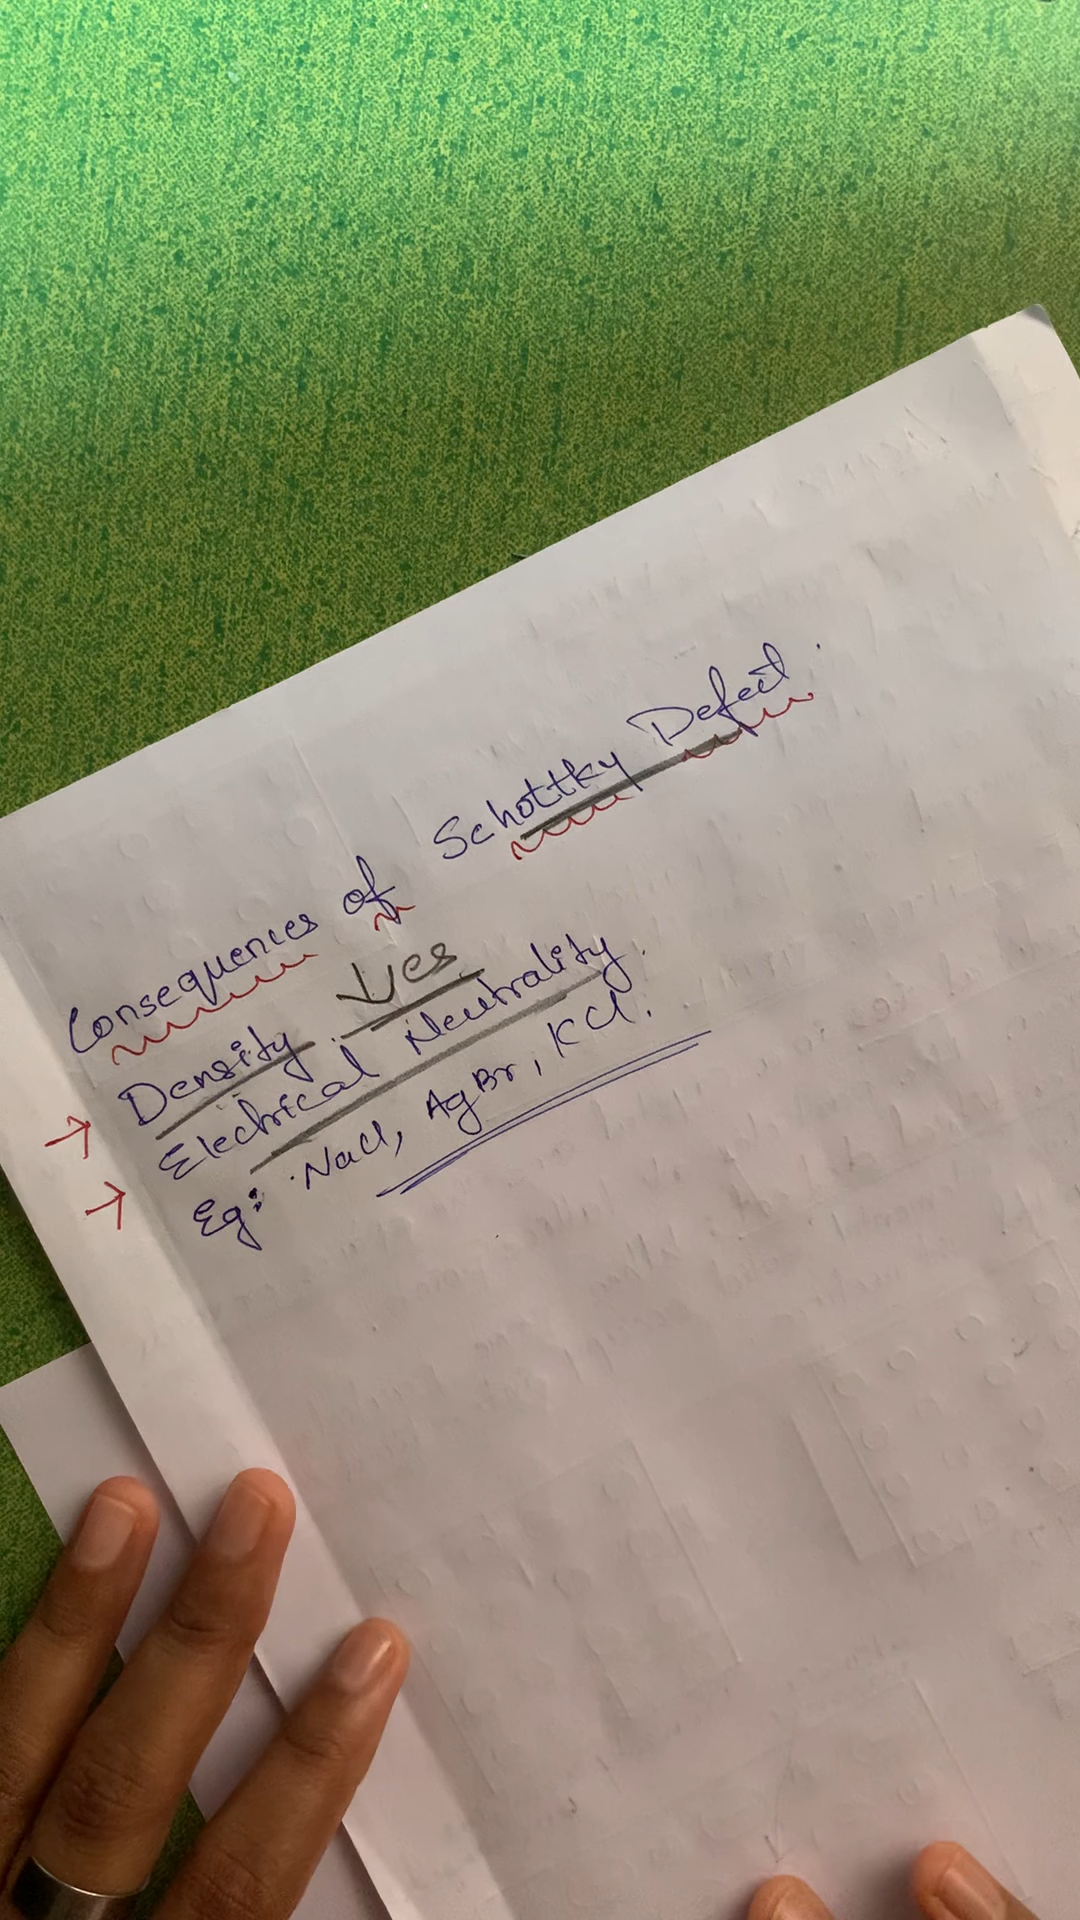 Consequences of Schottky Defect.
→ Density ↓es
→ Electrical Neutrality.
Eg: NaCl, AgBr, KCl.